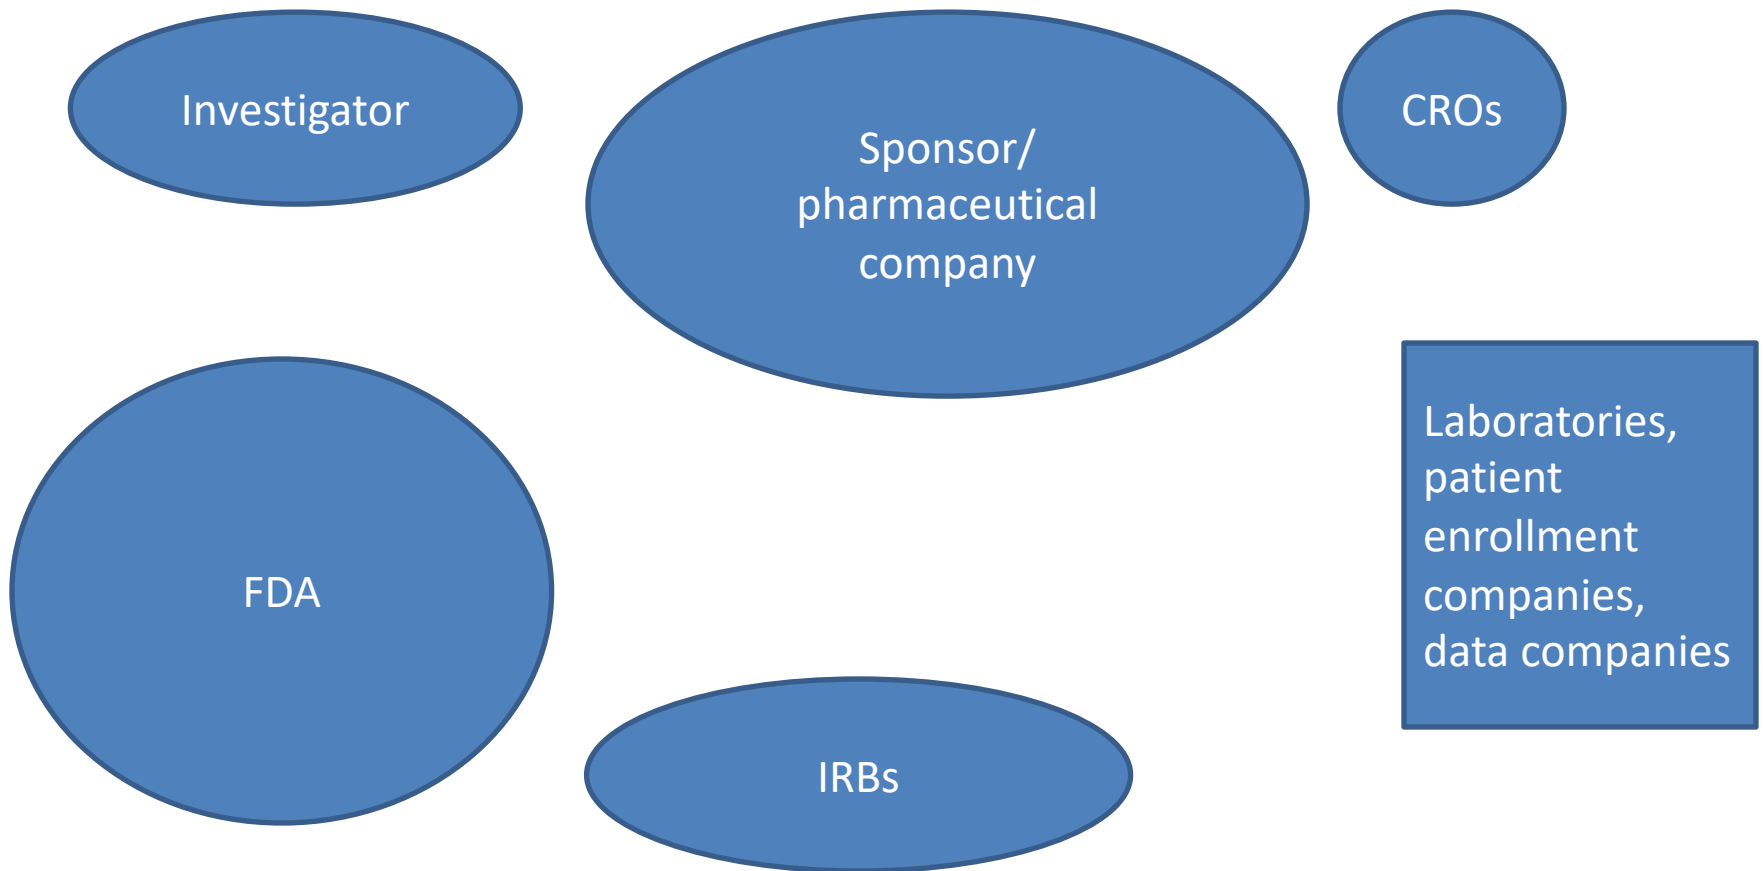 Investigator
Sponsor/
pharmaceutical
company
CROs
FDA
Laboratories,
patient
enrollment
companies,
data companies
IRBs